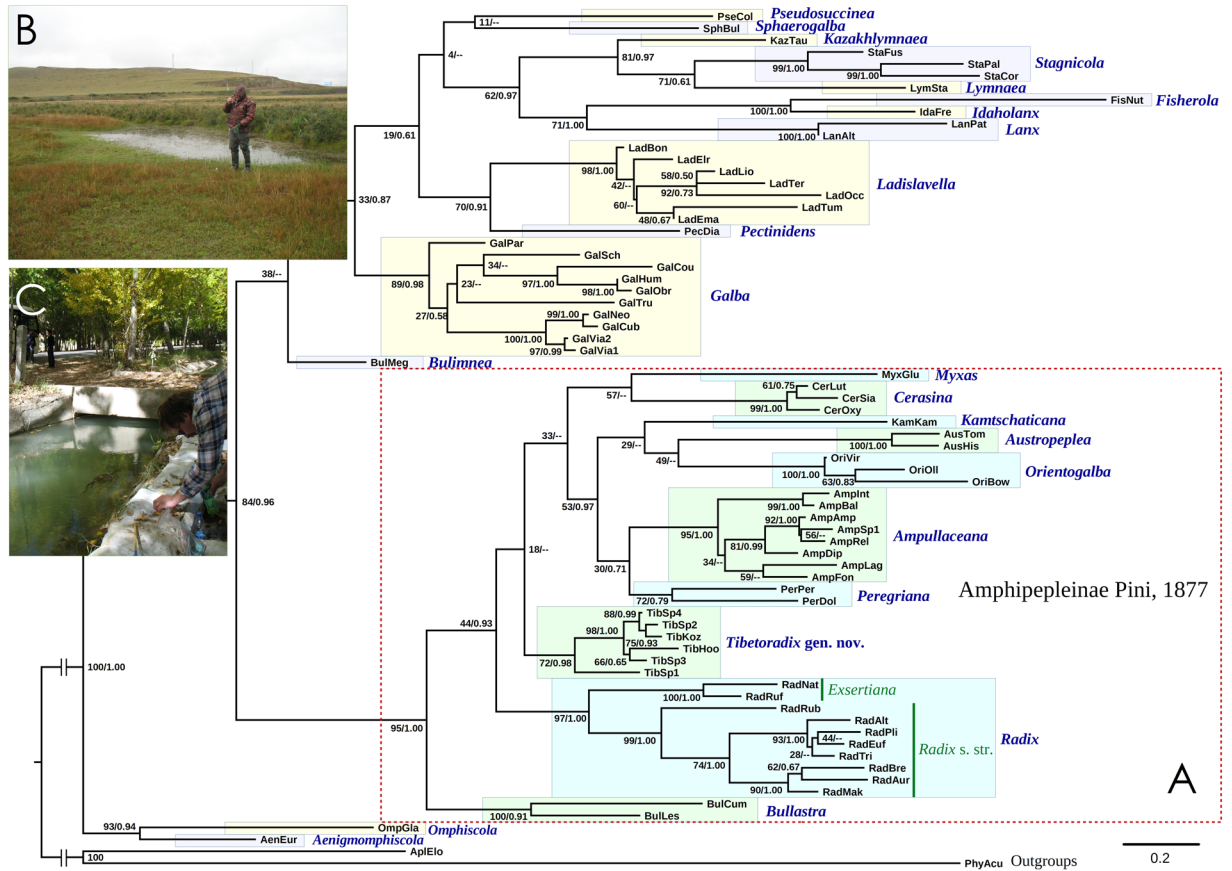 B
PseCol
Pseudosuccinea
11/--
SphBul
Sphaerogalba
4/--
KazTau
Kazakhlymnaea
81/0.97
StaFus
99/1.00
StaPal
Stagnicola
99/1.00
StaCor
71/0.61
LymSta
Lymnaea
62/0.97
FisNut
Fisherola
100/1.00
IdaFre
Idaholanx
71/1.00
LanPat
Lanx
100/1.00
LanAlt
19/0.61
LadBon
98/1.00
LadElr
58/0.50
LadLio
42/--
LadTer
Ladislavella
92/0.73
LadOcc
60/--
LadTum
48/0.67
LadEma
33/0.87
70/0.91
PecDia
Pectinidens
GalPar
GalSch
34/--
GalCou
38/--
89/0.98
23/--
97/1.00
GalHum
98/1.00
GalObr
Galba
GalTru
27/0.58
99/1.00
GalNeo
GalCub
100/1.00
GalVia2
97/0.99
GalVia1
C
BulMeg
Bulimnea
MyxGlu
Myxas
57/--
61/0.75
CerLut
CerSia
Cerasina
99/1.00
CerOxy
33/--
KamKam
Kamtschaticana
29/--
AusTom
Austropeplea
100/1.00
AusHis
49/--
OriVir
100/1.00
OriOll
Orientogalba
63/0.83
OriBow
84/0.96
53/0.97
AmpInt
99/1.00
AmpBal
92/1.00
AmpAmp
95/1.00
AmpSp1
56/--
Ampullaceana
AmpRel
81/0.99
AmpDip
18/--
34/--
AmpLag
59/--
AmpFon
30/0.71
PerPer
Peregriana
72/0.79
PerDol
Amphipepleinae Pini, 1877
88/0.99
TibSp4
44/0.93
98/1.00
TibSp2
TibKoz
75/0.93
TibHoo
Tibetoradix gen. nov.
66/0.65
TibSp3
72/0.98
TibSp1
100/1.00
RadNat
Exsertiana
100/1.00
RadRuf
97/1.00
RadRub
95/1.00
99/1.00
RadAlt
93/1.00
RadPli
44/--
RadEuf
28/--
RadTri
Radix s. str.
Radix
74/1.00
62/0.67
RadBre
RadAur
90/1.00
RadMak
A
BulCum
Bullastra
100/0.91
BulLes
93/0.94
OmpGla
Omphiscola
AenEur
Aenigmomphiscola
100
AplElo
PhyAcu
Outgroups
0.2